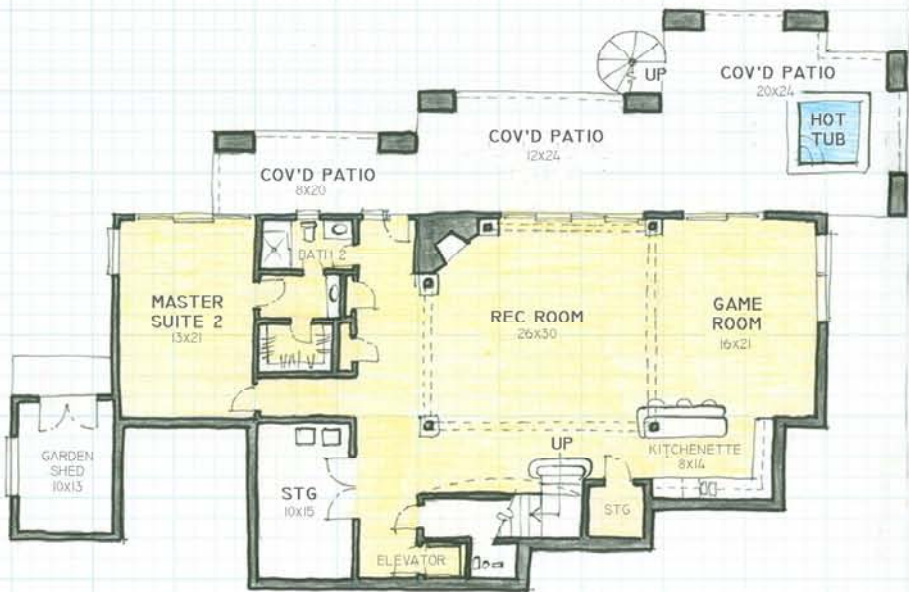 UP
COV'D PATIO
20X24
HOT
TUB
COV'D PATIO
12X24
COV'D PATIO
8X20
BATH 2
MASTER
SUITE 2
13X21
REC ROOM
26X30
GAME
ROOM
16X21
GARDEN
SHED
10X13
UP
KITCHENETTE
8X14
STG
10X15
STG
ELEVATOR